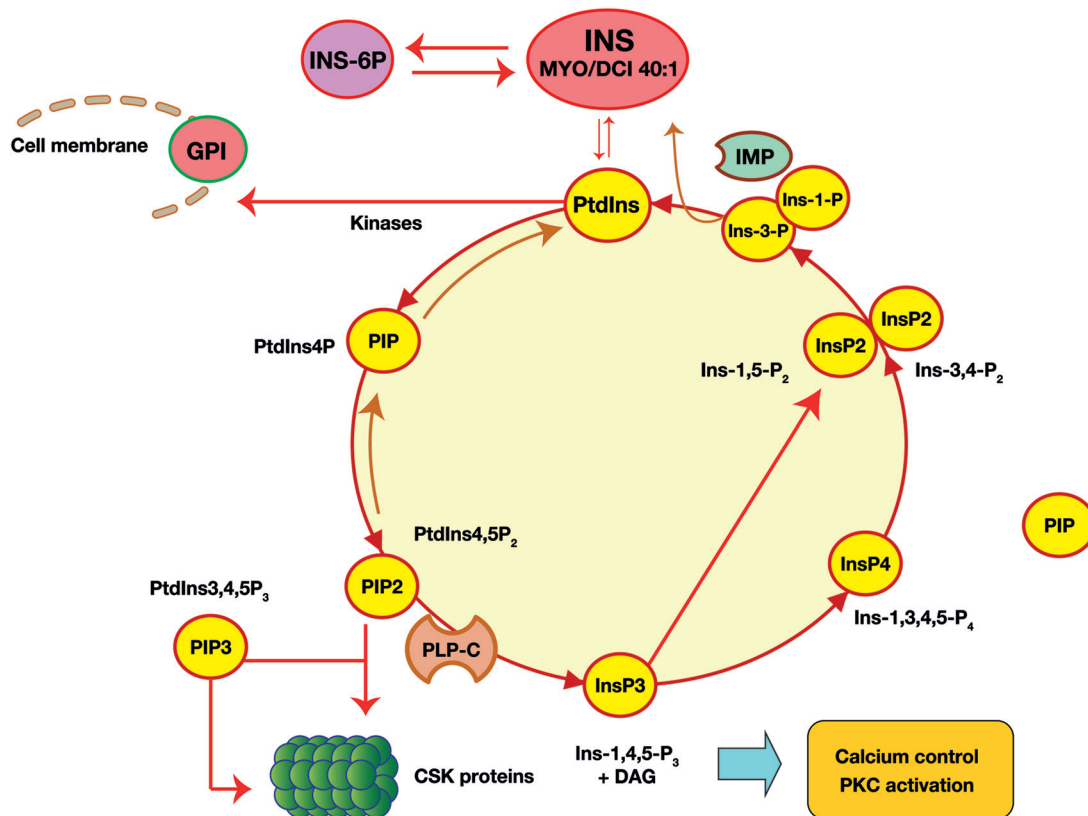 INS-6P
INS
MYO/DCI 40:1
Cell membrane
GPI
IMP
Ins-1-P
PtdIns
Ins-3-P
Kinases
InsP2
InsP2
PIP
PtdIns4P
Ins-1,5-P2
Ins-3,4-P2
PtdIns4,5P2
PIP
InsP4
PtdIns3,4,5P3
PIP2
Ins-1,3,4,5-P4
PIP3
PLP-C
InsP3
CSK proteins
Ins-1,4,5-P3
+ DAG
Calcium control
PKC activation